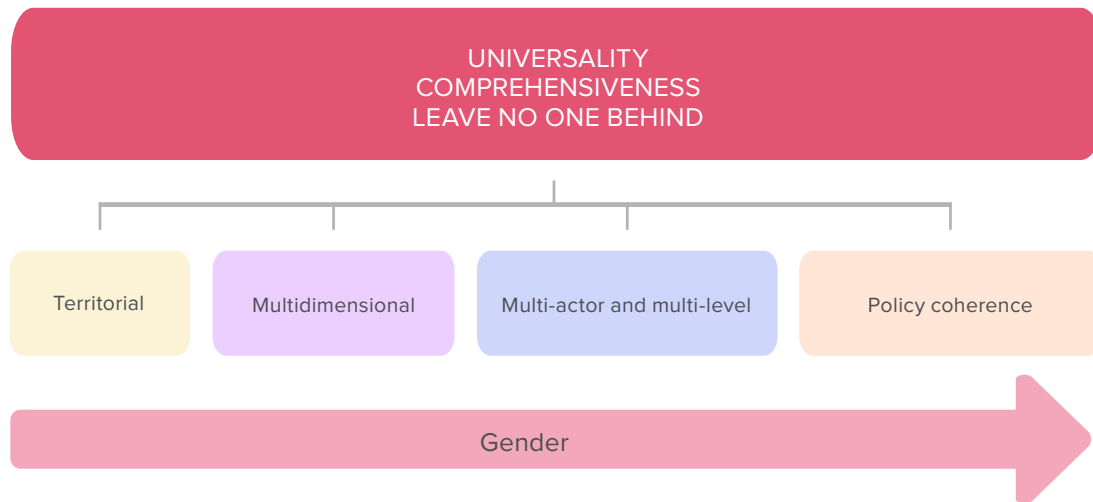 UNIVERSALITY
COMPREHENSIVENESS
LEAVE NO ONE BEHIND
Territorial
Multidimensional
Multi-actor and multi-level
Policy coherence
Gender